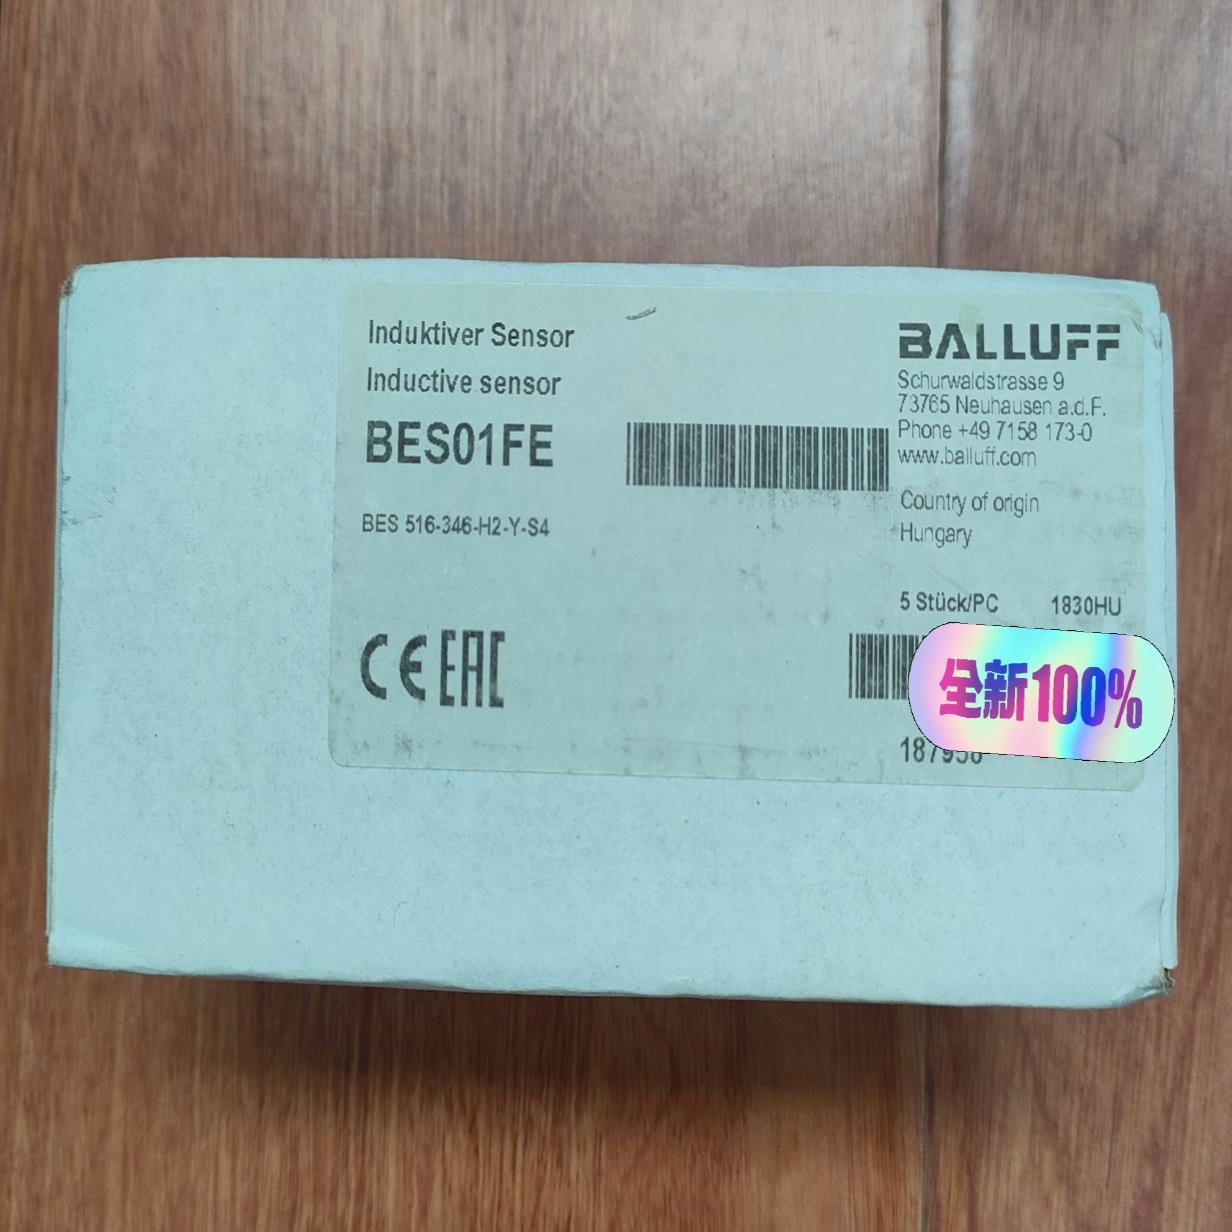 Induktiver Sensor
Inductive sensor
BES01FE
BES 516-346-H2-Y-S4
CE EAC
BALLUFF
Schurwaldstrasse 9
73765 Neuhausen a.d.F.
Phone +49 7158 173-0
www.balluff.com
Country of origin
Hungary
5 Stück/PC 1830HU
全新100%